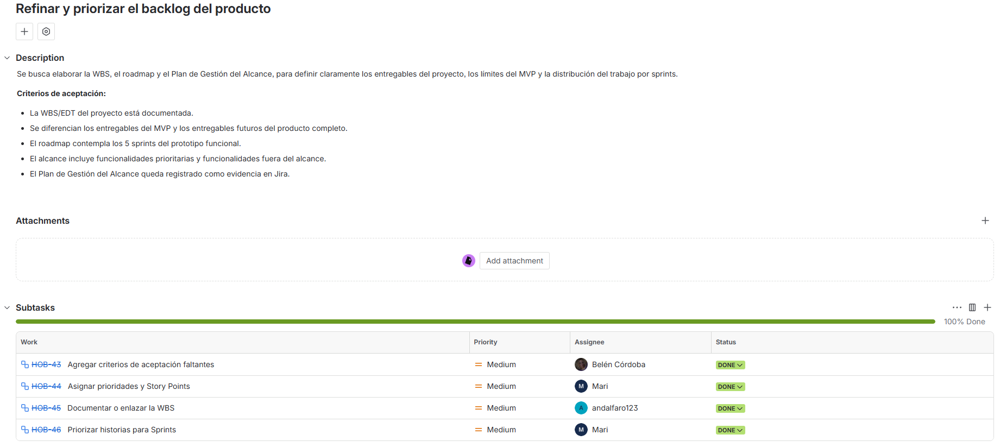 Refinar y priorizar el backlog del producto
Description
Se busca elaborar la WBS, el roadmap y el Plan de Gestión del Alcance, para definir claramente los entregables del proyecto, los límites del MVP y la distribución del trabajo por sprints.
Criterios de aceptación:
La WBS/EDT del proyecto está documentada.
Se diferencian los entregables del MVP y los entregables futuros del producto completo.
El roadmap contempla los 5 sprints del prototipo funcional.
El alcance incluye funcionalidades prioritarias y funcionalidades fuera del alcance.
El Plan de Gestión del Alcance queda registrado como evidencia en Jira.
Attachments
Add attachment
Subtasks
100% Done
Work Priority Assignee Status
HOB-43 Agregar criterios de aceptación faltantes Medium Belén Córdoba DONE
HOB-44 Asignar prioridades y Story Points Medium M Mari DONE
HOB-45 Documentar o enlazar la WBS Medium A andalfaro123 DONE
HOB-46 Priorizar historias para Sprints Medium M Mari DONE